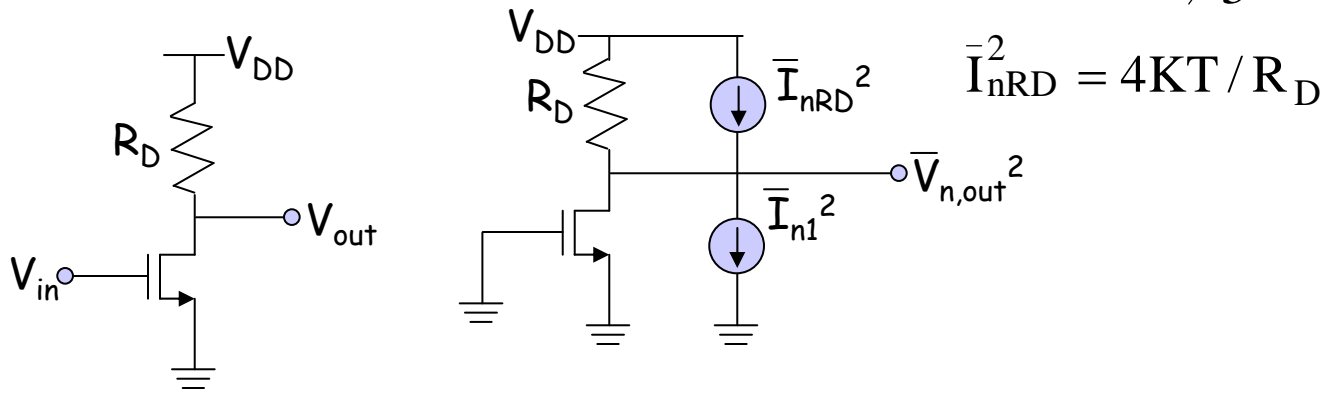 V_DD
R_D
V_out
V_in
V_DD
R_D
Ī_nRD²
V̄_n,out²
Ī_n1²
Ī²_nRD = 4KT / R_D